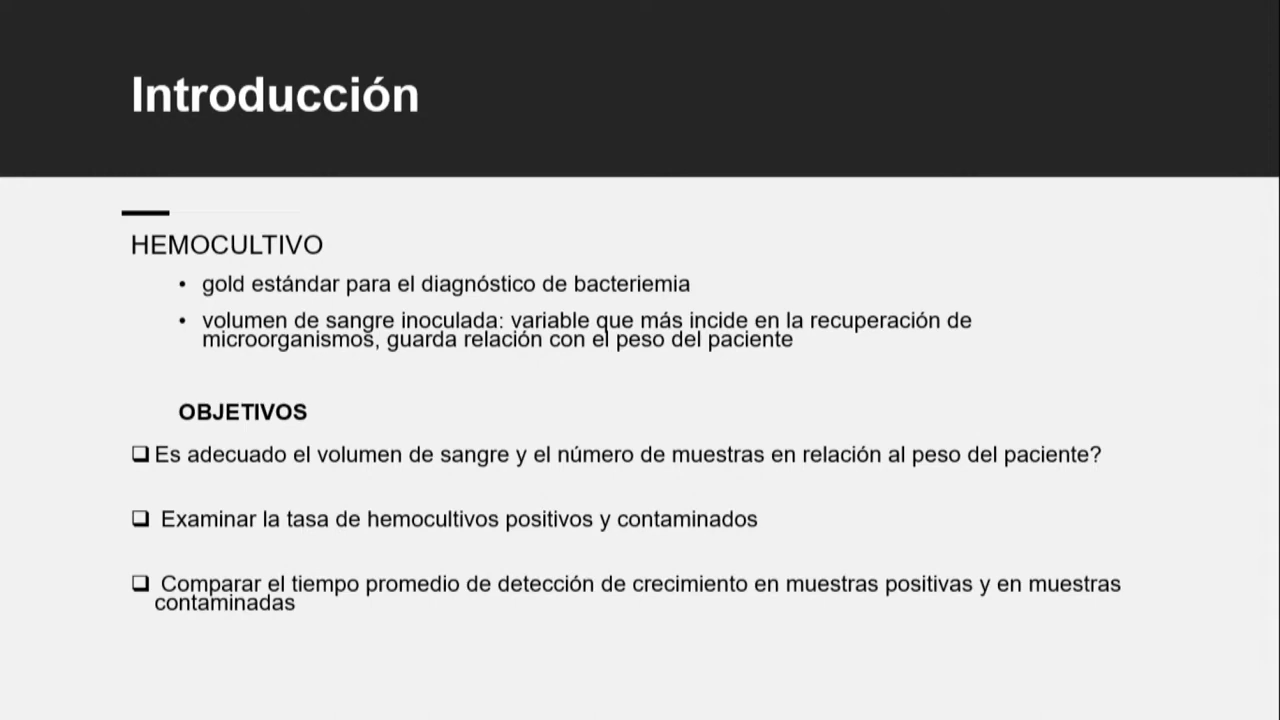 Introducción
HEMOCULTIVO
• gold estándar para el diagnóstico de bacteriemia
• volumen de sangre inoculada: variable que más incide en la recuperación de
microorganismos, guarda relación con el peso del paciente
OBJETIVOS
❑ Es adecuado el volumen de sangre y el número de muestras en relación al peso del paciente?
❑ Examinar la tasa de hemocultivos positivos y contaminados
❑ Comparar el tiempo promedio de detección de crecimiento en muestras positivas y en muestras
contaminadas